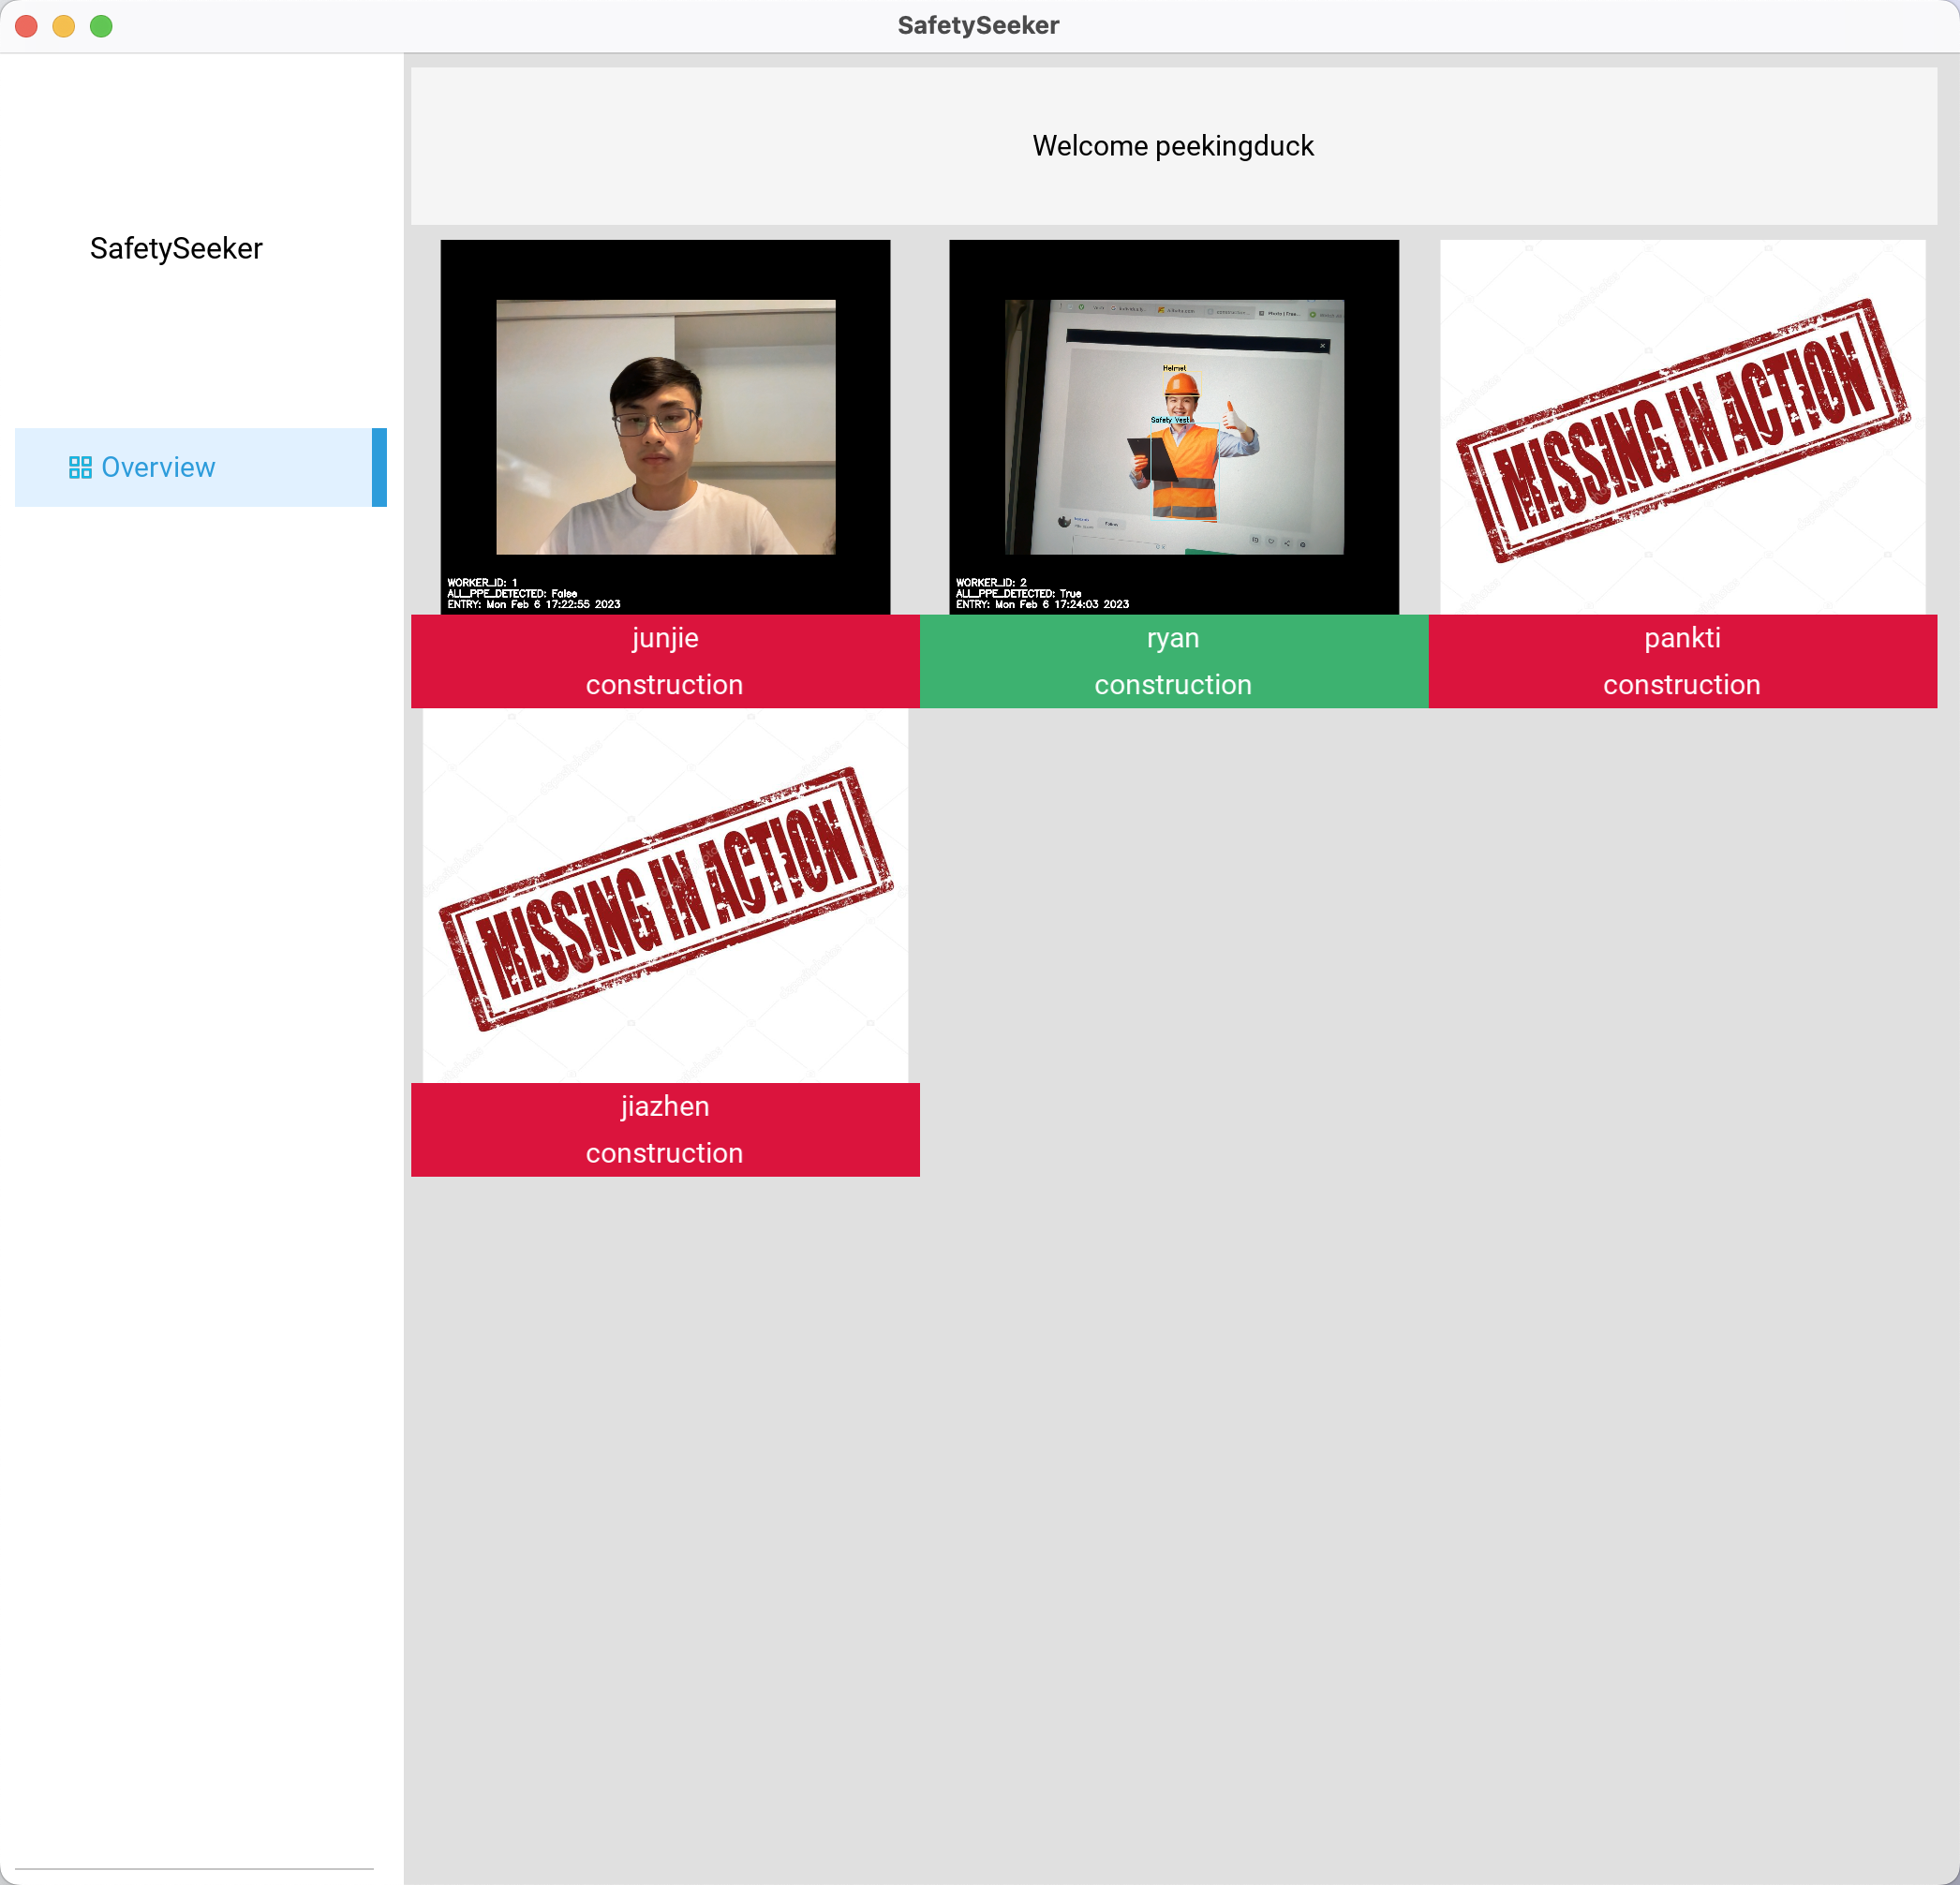 SafetySeeker
SafetySeeker
Overview
Welcome peekingduck
Helmet
Safety Vest
WORKER_ID: 1
ALL_PPE_DETECTED: False
ENTRY: Mon Feb 6 17:22:55 2023
junjie
construction
WORKER_ID: 2
ALL_PPE_DETECTED: True
ENTRY: Mon Feb 6 17:24:03 2023
ryan
construction
MISSING IN ACTION
pankti
construction
MISSING IN ACTION
jiazhen
construction